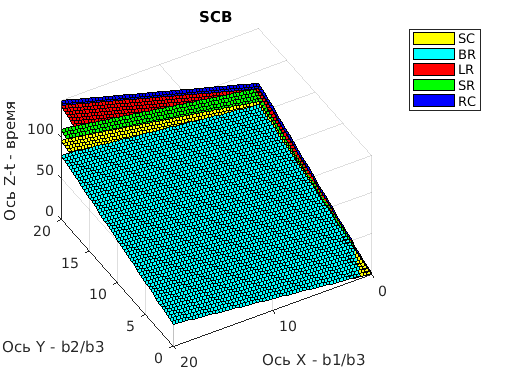 SCB
SC
BR
LR
SR
RC
Ось Z-t - время
100
50
0
20
15
10
5
0
Ось Y - b2/b3
20
10
0
Ось X - b1/b3